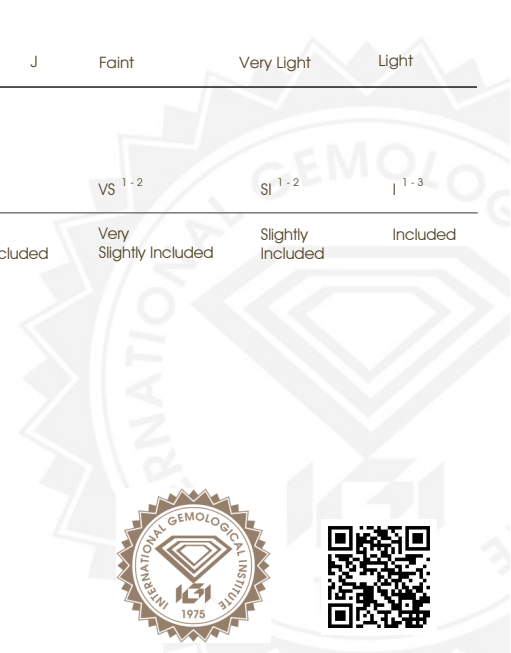 J Faint Very Light Light
VS 1 - 2 SI 1 - 2 I 1 - 3
Very Slightly Included
cluded Slightly Included Included
INTERNATIONAL GEMOLOGICAL INSTITUTE
IGI
1975